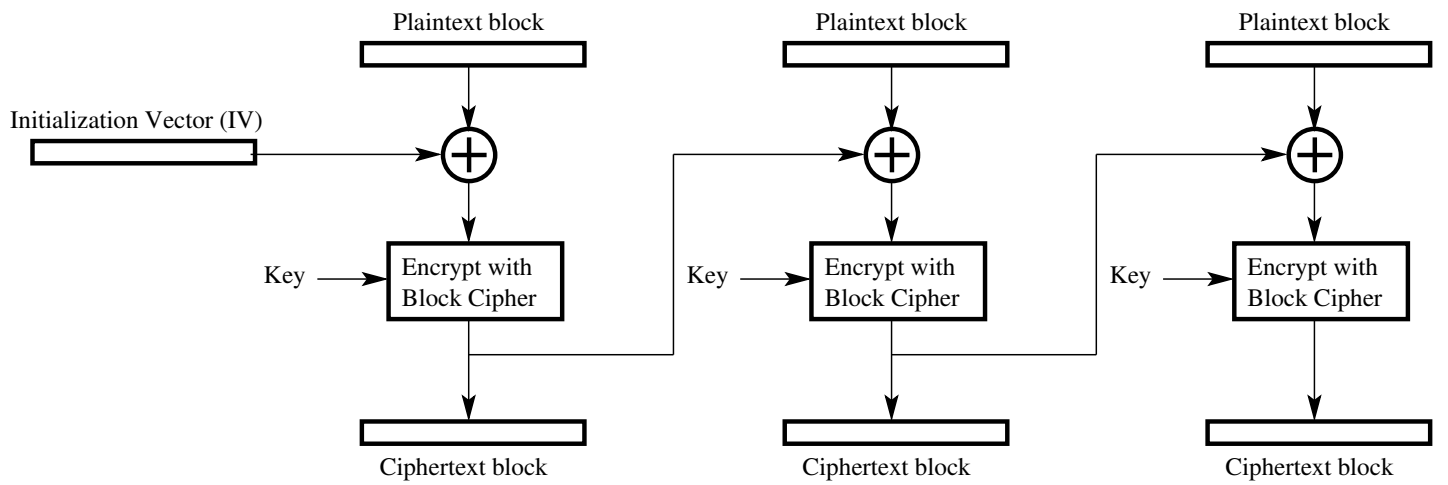 Plaintext block
Plaintext block
Plaintext block
Initialization Vector (IV)
Key
Encrypt with
Block Cipher
Key
Encrypt with
Block Cipher
Key
Encrypt with
Block Cipher
Ciphertext block
Ciphertext block
Ciphertext block